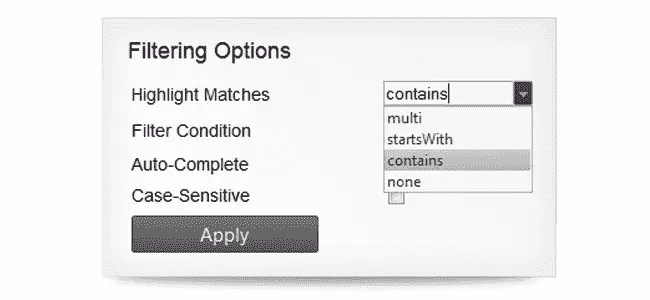 Filtering Options
Highlight Matches
contains
multi
startsWith
contains
none
Filter Condition
Auto-Complete
Case-Sensitive
Apply